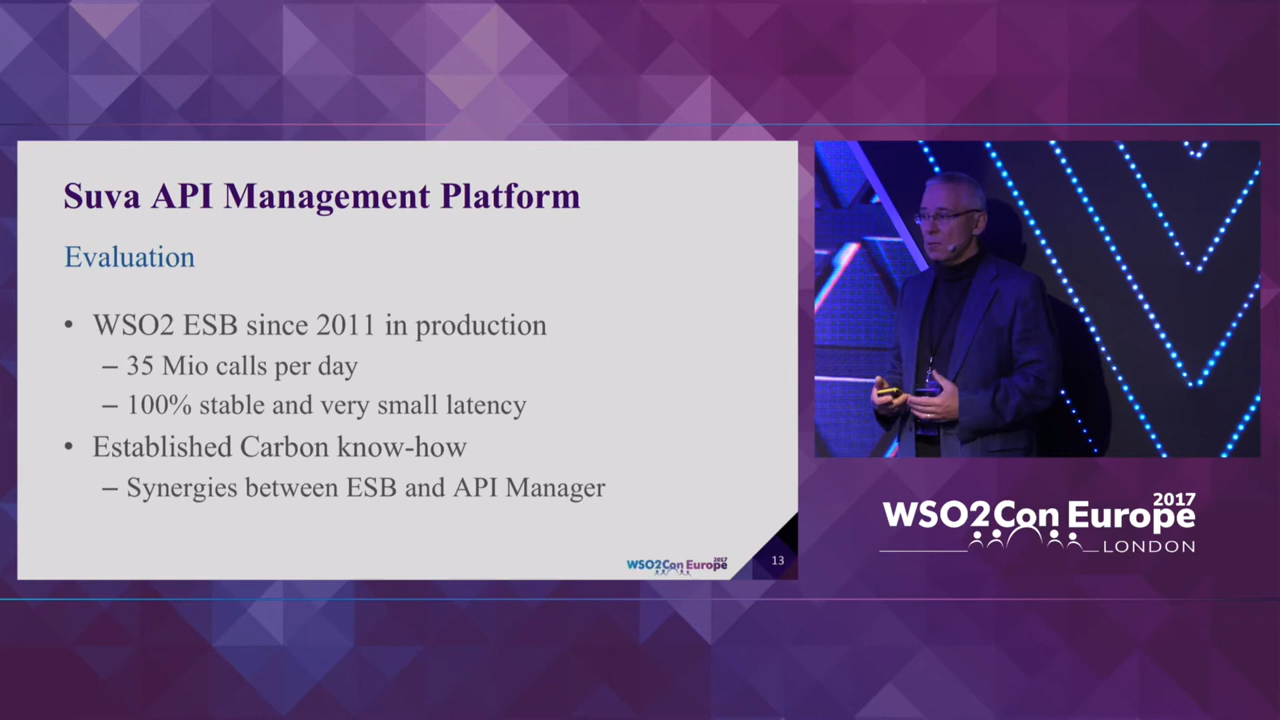 Suva API Management Platform
Evaluation
• WSO2 ESB since 2011 in production
– 35 Mio calls per day
– 100% stable and very small latency
• Established Carbon know-how
– Synergies between ESB and API Manager
WSO2Con Europe 2017
13
2017
WSO2Con Europe
LONDON